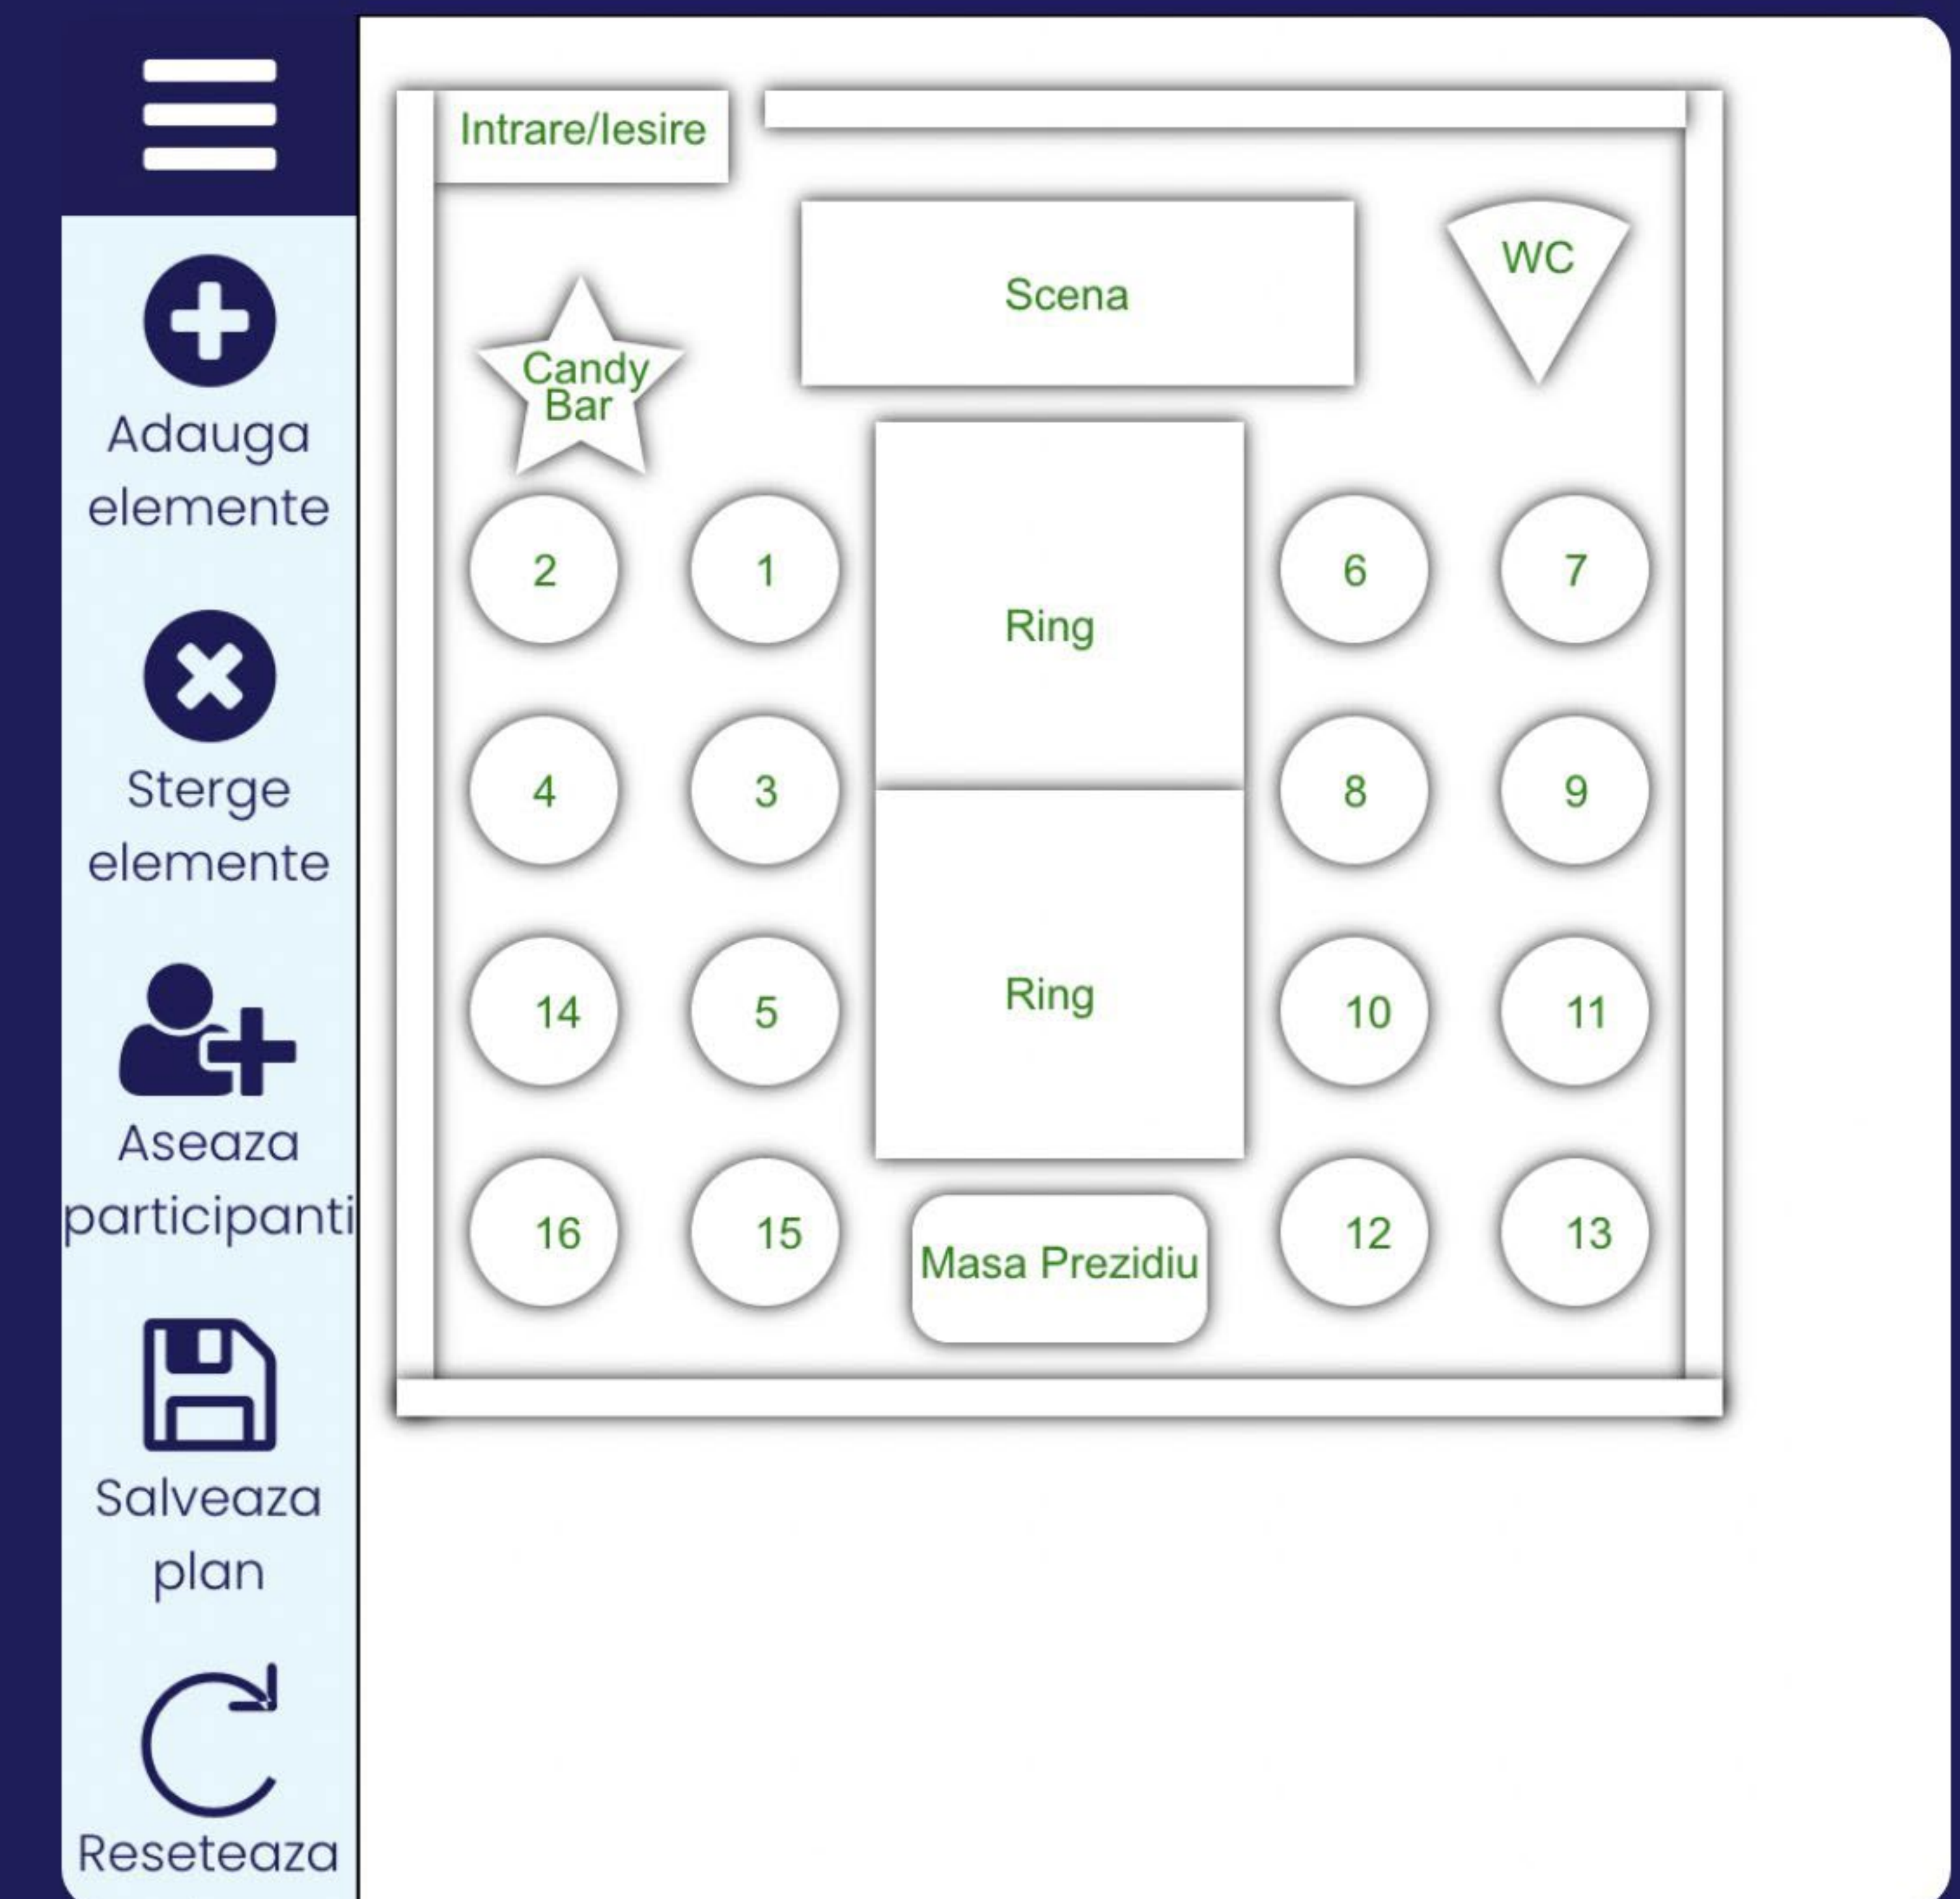 Adauga
elemente
Sterge
elemente
Aseaza
participanti
Salveaza
plan
Reseteaza
Intrare/Iesire
Scena
WC
Candy
Bar
2
1
Ring
6
7
4
3
8
9
14
5
Ring
10
11
16
15
Masa Prezidiu
12
13